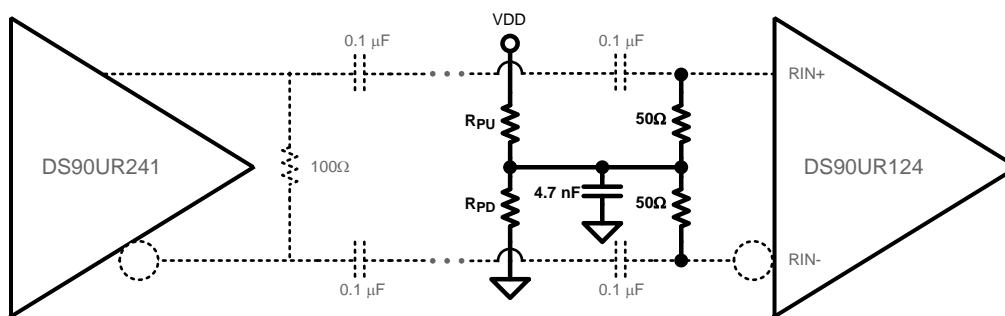 VDD
0.1 μF
0.1 μF
RIN+
RPU
50Ω
DS90UR241
100Ω
DS90UR124
4.7 nF
RPD
50Ω
RIN-
0.1 μF
0.1 μF